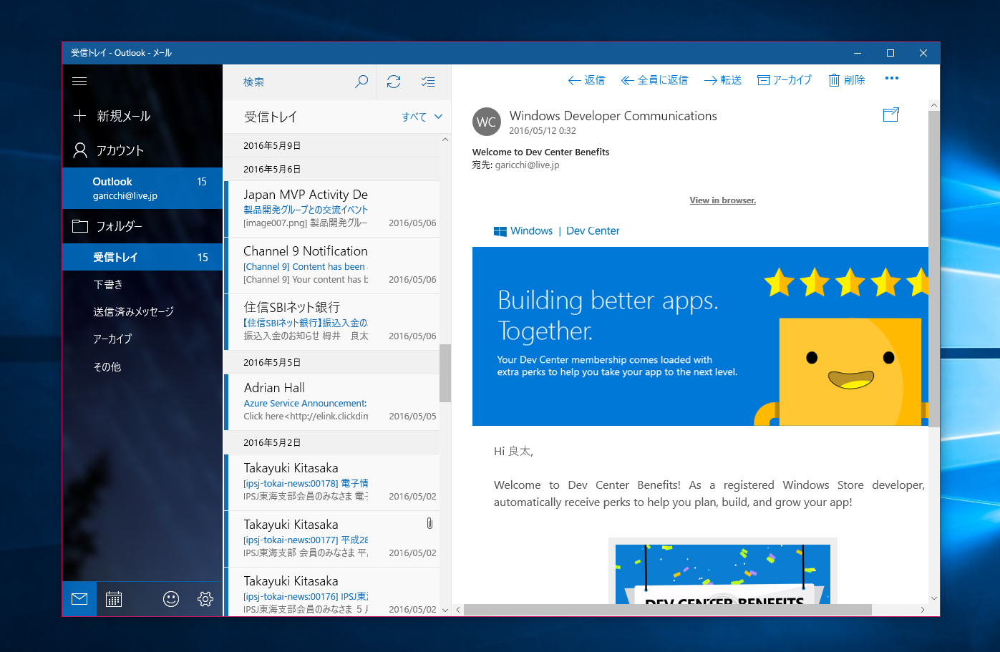 受信トレイ - Outlook - メール
新規メール
アカウント
Outlook 15
garicchi@live.jp
フォルダー
受信トレイ 15
下書き
送信済みメッセージ
アーカイブ
その他
検索
受信トレイ すべて
2016年5月9日
2016年5月6日
Japan MVP Activity De
製品開発グループとの交流イベント
[image007.png] 製品開発グルー 2016/05/06
Channel 9 Notification
[Channel 9] Content has been
[Channel 9] Your content has b 2016/05/06
住信SBIネット銀行
【住信SBIネット銀行】振込入金の
振込入金のお知らせ 栂井 良太 2016/05/06
2016年5月5日
Adrian Hall
Azure Service Announcement:
Click here<http://elink.clickdim 2016/05/05
2016年5月2日
Takayuki Kitasaka
[ipsj-tokai-news:00178] 電子情
IPSJ東海支部会員のみなさま 電子 2016/05/02
Takayuki Kitasaka
[ipsj-tokai-news:00177] 平成28
IPSJ東海支部 会員のみなさま 平 2016/05/02
Takayuki Kitasaka
[ipsj-tokai-news:00176] IPSJ東海
IPSJ東海支部会員のみなさま ５月 2016/05/02
返信 全員に返信 転送 アーカイブ 削除
WC
Windows Developer Communications
2016/05/12 0:32
Welcome to Dev Center Benefits
宛先: garicchi@live.jp
View in browser.
Windows | Dev Center
Building better apps.
Together.
Your Dev Center membership comes loaded with
extra perks to help you take your app to the next level.
Hi 良太,
Welcome to Dev Center Benefits! As a registered Windows Store developer,
automatically receive perks to help you plan, build, and grow your app!
DEV CENTER BENEFITS